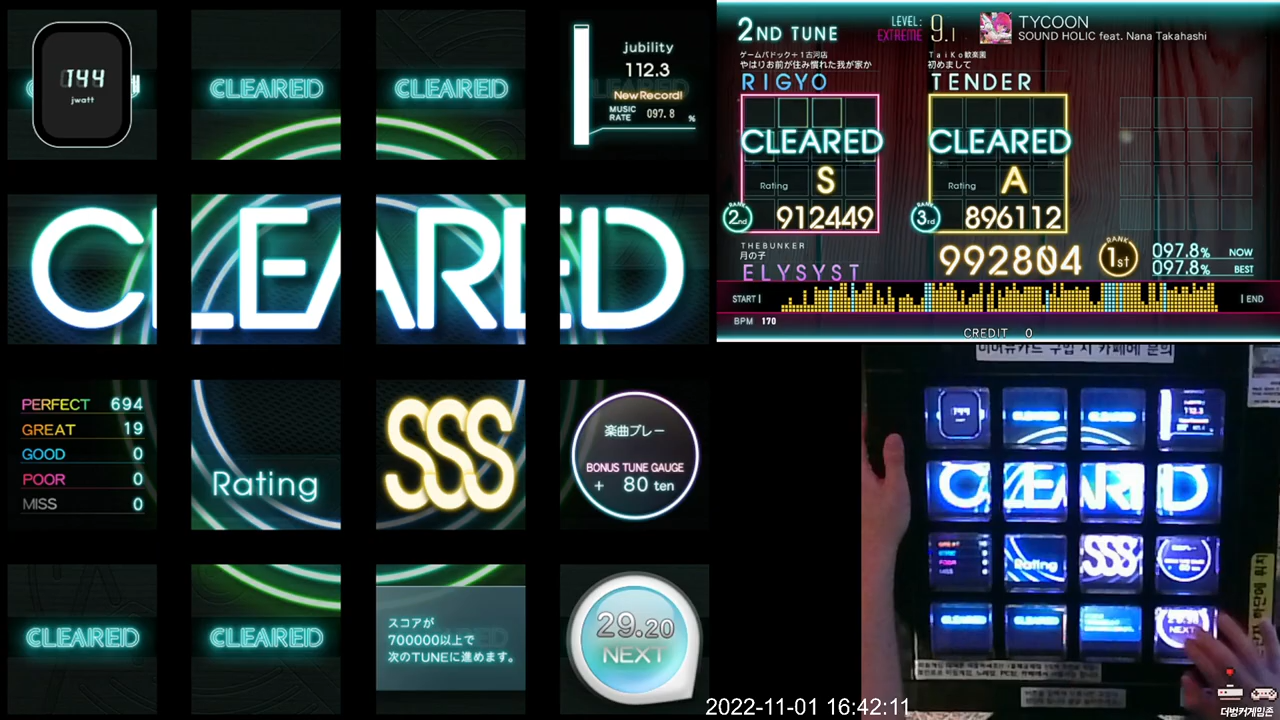 144
jwatt
CLEARED
CLEARED
jubility
112.3
New Record!
MUSIC RATE 097.8 %
CLEARED
PERFECT 694
GREAT 19
GOOD 0
POOR 0
MISS 0
Rating
SSS
楽曲プレー
BONUS TUNE GAUGE
+ 80 ten
CLEARED
CLEARED
スコアが
700000以上で
次のTUNEに進めます。
29.20
NEXT
2ND TUNE
LEVEL: 9.1
EXTREME
TYCOON
SOUND HOLIC feat. Nana Takahashi
ゲームパドック+1古河店
やはりお前が住み慣れた我が家か
RIGYO
CLEARED
Rating S
RANK
2nd
912449
TaiKo歓楽園
初めまして
TENDER
CLEARED
Rating A
RANK
3rd
896112
THEBUNKER
月の子
ELYSYST
992804
RANK
1st
097.8% NOW
097.8% BEST
START
END
BPM 170
CREDIT 0
CLEARED
Rating
SSS
NEXT
2022-11-01 16:42:11
더벙커게임존